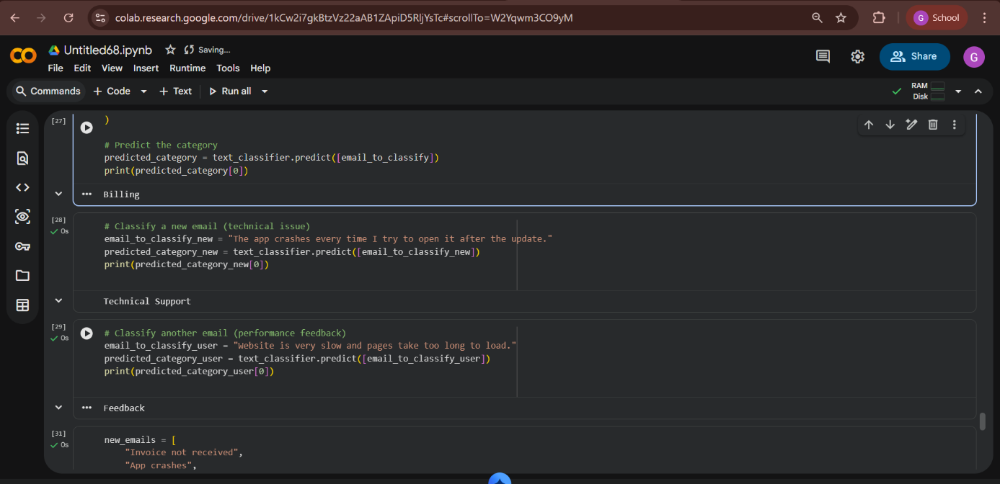 colab.research.google.com/drive/1kCw2i7gkBtzVz22aAB1ZApiD5RljYsTc#scrollTo=W2Yqwm3CO9yM
G School
CO
Untitled68.ipynb Saving...
File Edit View Insert Runtime Tools Help
Share
G
Commands + Code + Text Run all
RAM
Disk
[27]
)
# Predict the category
predicted_category = text_classifier.predict([email_to_classify])
print(predicted_category[0])
Billing
[28]
0s
# Classify a new email (technical issue)
email_to_classify_new = "The app crashes every time I try to open it after the update."
predicted_category_new = text_classifier.predict([email_to_classify_new])
print(predicted_category_new[0])
Technical Support
[29]
0s
# Classify another email (performance feedback)
email_to_classify_user = "Website is very slow and pages take too long to load."
predicted_category_user = text_classifier.predict([email_to_classify_user])
print(predicted_category_user[0])
Feedback
[31]
0s
new_emails = [
"Invoice not received",
"App crashes",